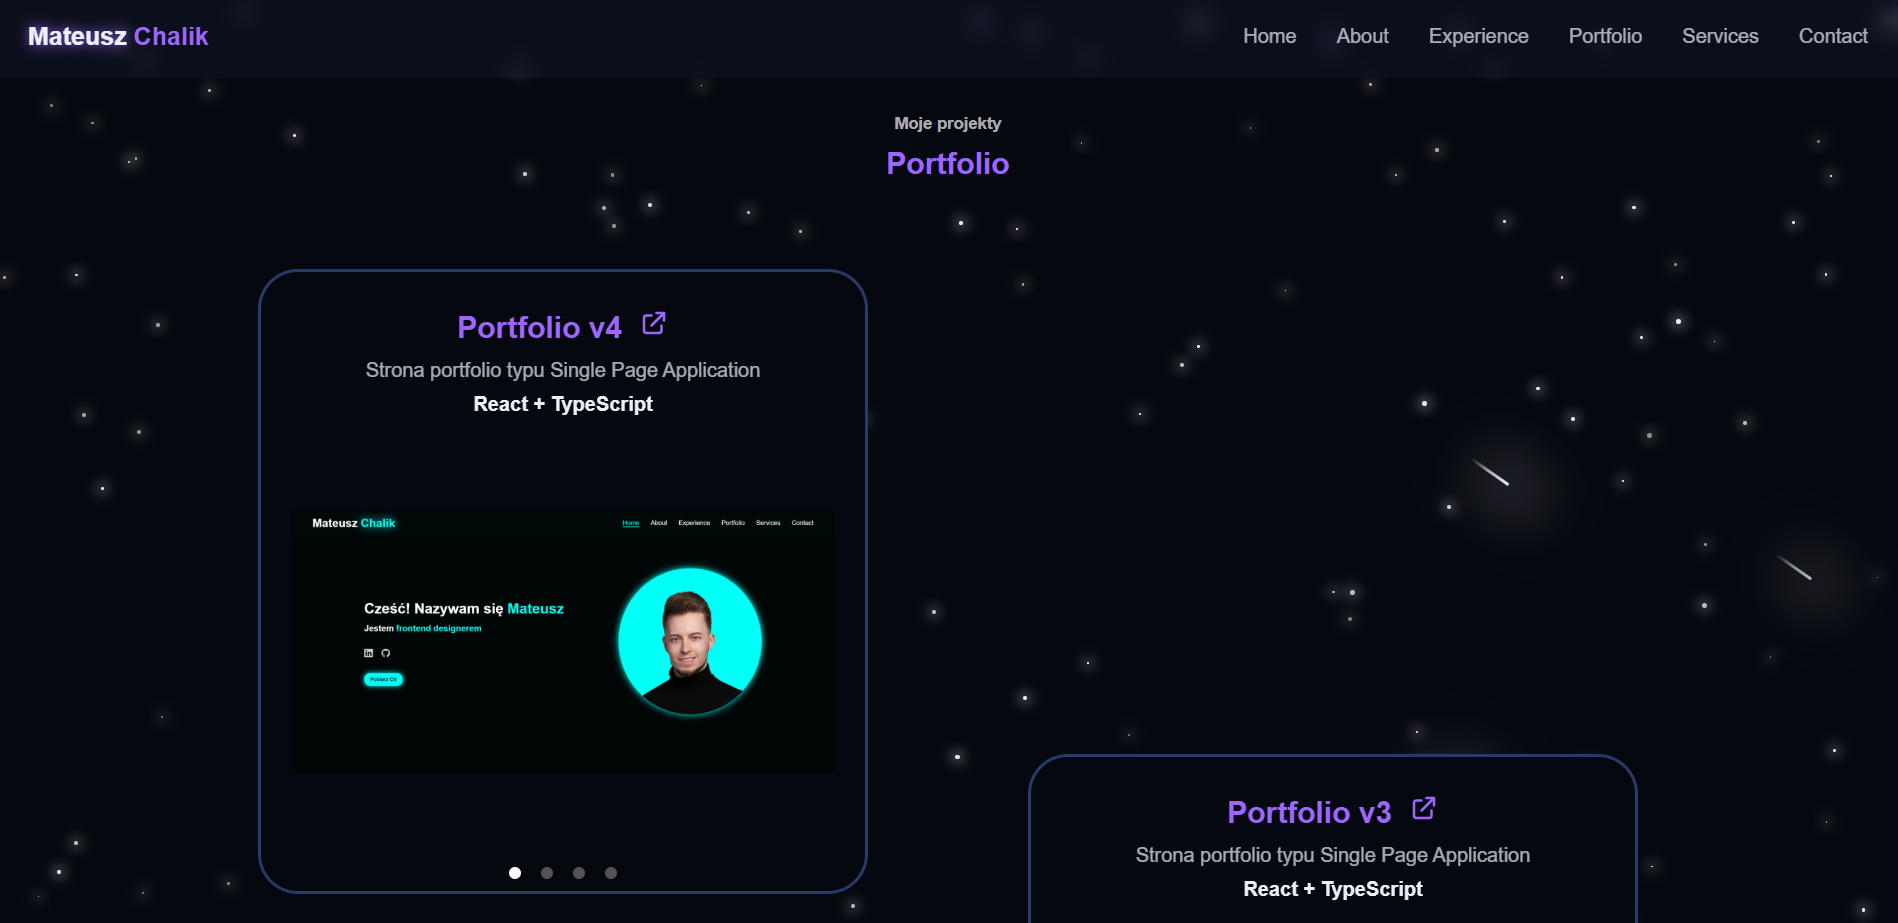 Mateusz Chalik
Home About Experience Portfolio Services Contact
Moje projekty
Portfolio
Portfolio v4
Strona portfolio typu Single Page Application
React + TypeScript
Mateusz Chalik
Home About Experience Portfolio Services Contact
Cześć! Nazywam się Mateusz
Jestem frontend designerem
Pobierz CV
Portfolio v3
Strona portfolio typu Single Page Application
React + TypeScript